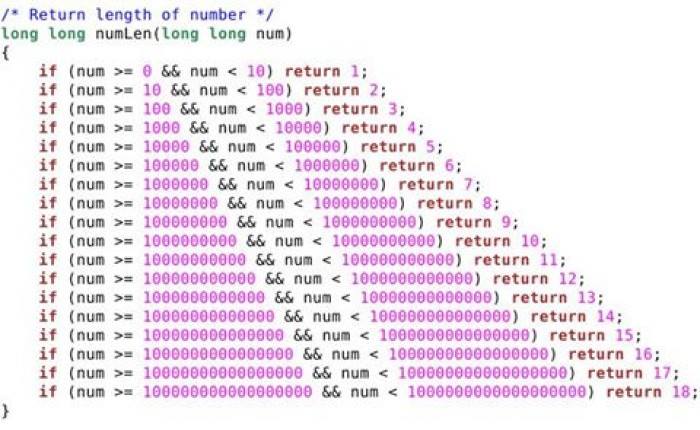 /* Return length of number */
long long numLen(long long num)
{
if (num >= 0 && num < 10) return 1;
if (num >= 10 && num < 100) return 2;
if (num >= 100 && num < 1000) return 3;
if (num >= 1000 && num < 10000) return 4;
if (num >= 10000 && num < 100000) return 5;
if (num >= 100000 && num < 1000000) return 6;
if (num >= 1000000 && num < 10000000) return 7;
if (num >= 10000000 && num < 100000000) return 8;
if (num >= 100000000 && num < 1000000000) return 9;
if (num >= 1000000000 && num < 10000000000) return 10;
if (num >= 10000000000 && num < 100000000000) return 11;
if (num >= 100000000000 && num < 1000000000000) return 12;
if (num >= 1000000000000 && num < 10000000000000) return 13;
if (num >= 10000000000000 && num < 100000000000000) return 14;
if (num >= 100000000000000 && num < 1000000000000000) return 15;
if (num >= 1000000000000000 && num < 10000000000000000) return 16;
if (num >= 10000000000000000 && num < 100000000000000000) return 17;
if (num >= 100000000000000000 && num < 1000000000000000000) return 18;
}